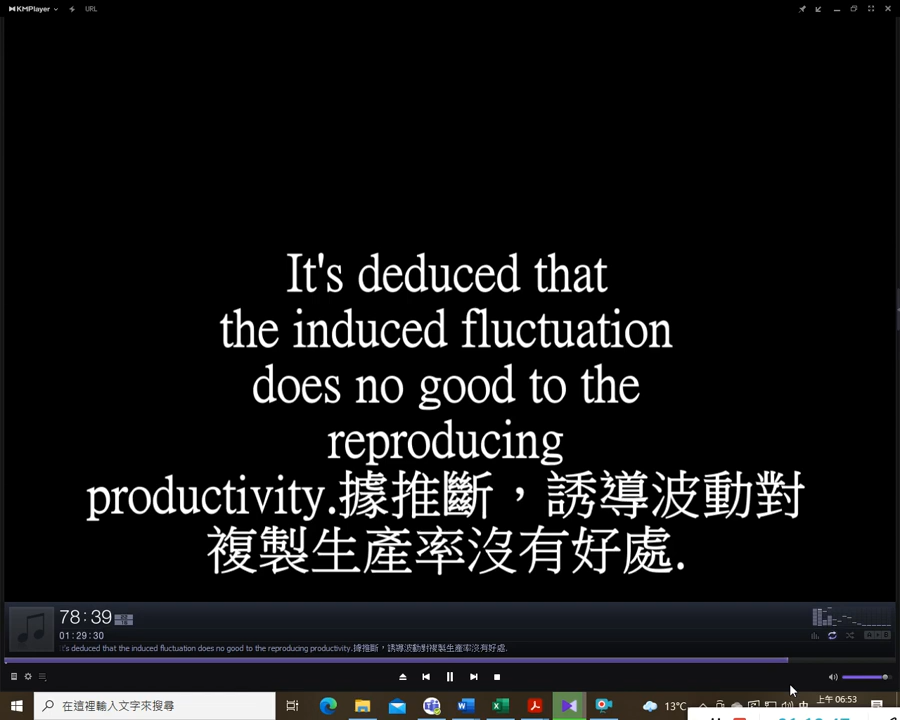 KMPlayer
URL
It's deduced that
the induced fluctuation
does no good to the
reproducing
productivity.據推斷，誘導波動對
複製生產率沒有好處.
78:39
01:29:30
It's deduced that the induced fluctuation does no good to the reproducing productivity.據推斷，誘導波動對複製生產率沒有好處.
在這裡輸入文字來搜尋
13°C
中
上午 06:53